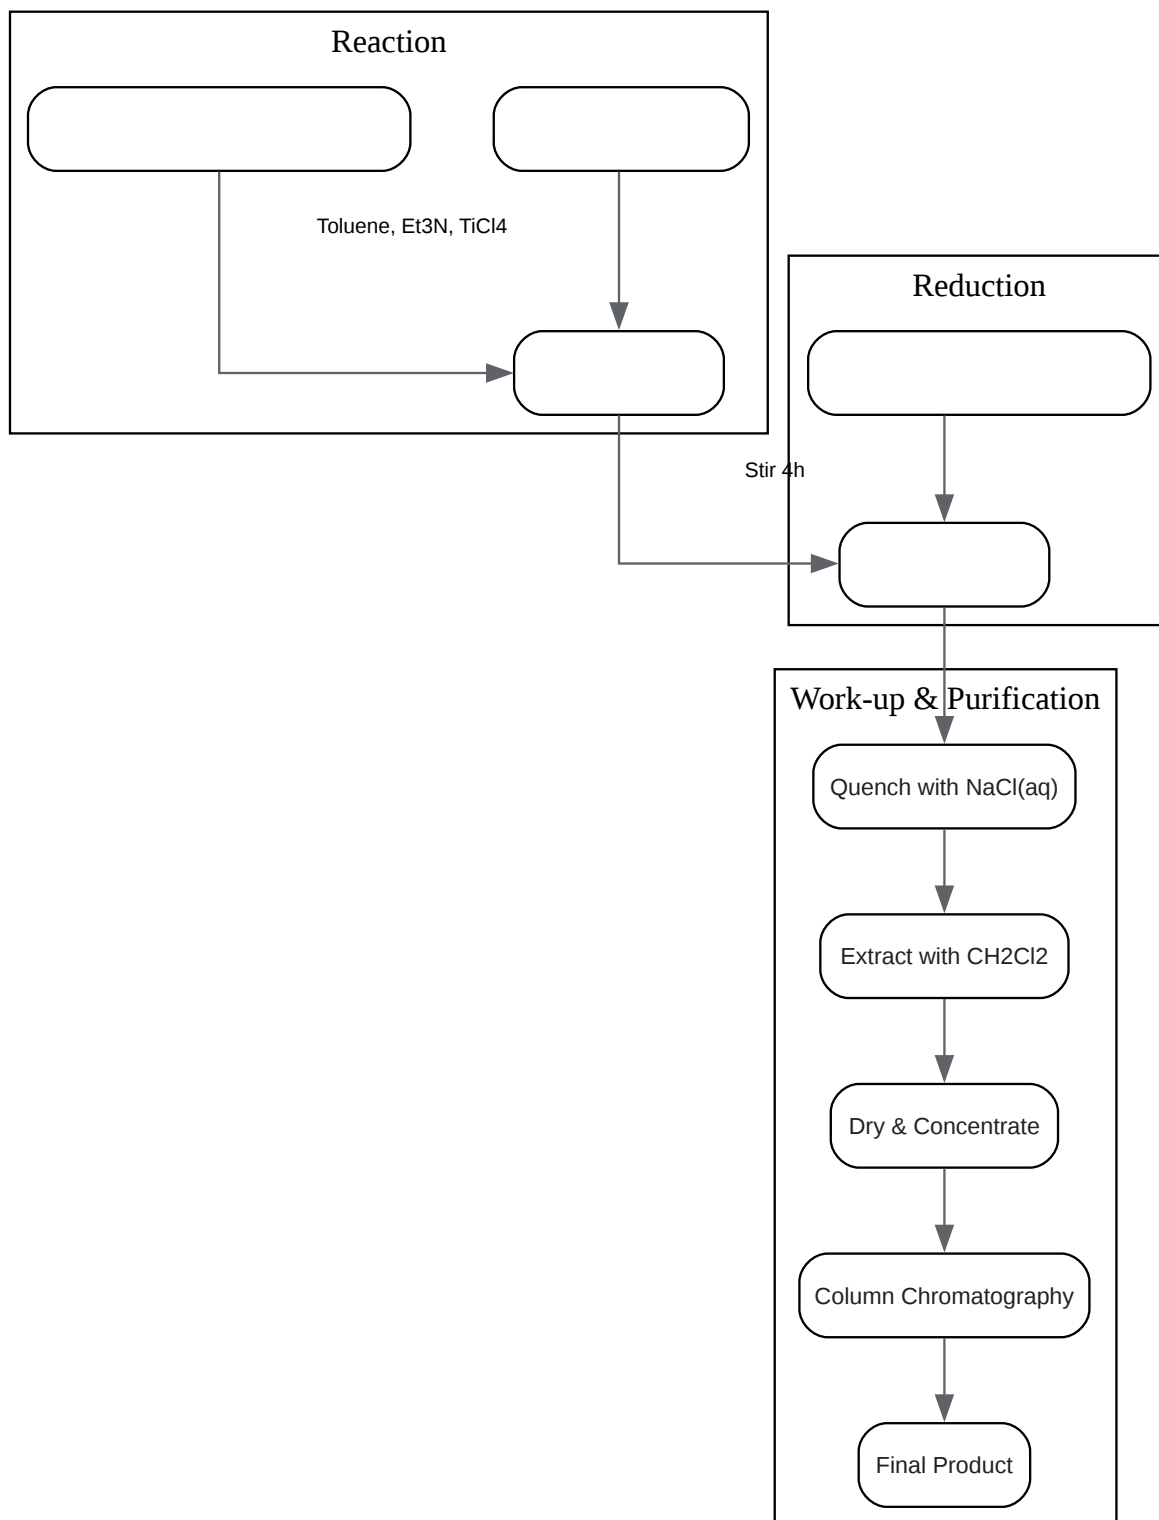 Reaction
Toluene, Et3N, TiCl4
Reduction
Stir 4h
Work-up & Purification
Quench with NaCl(aq)
Extract with CH2Cl2
Dry & Concentrate
Column Chromatography
Final Product